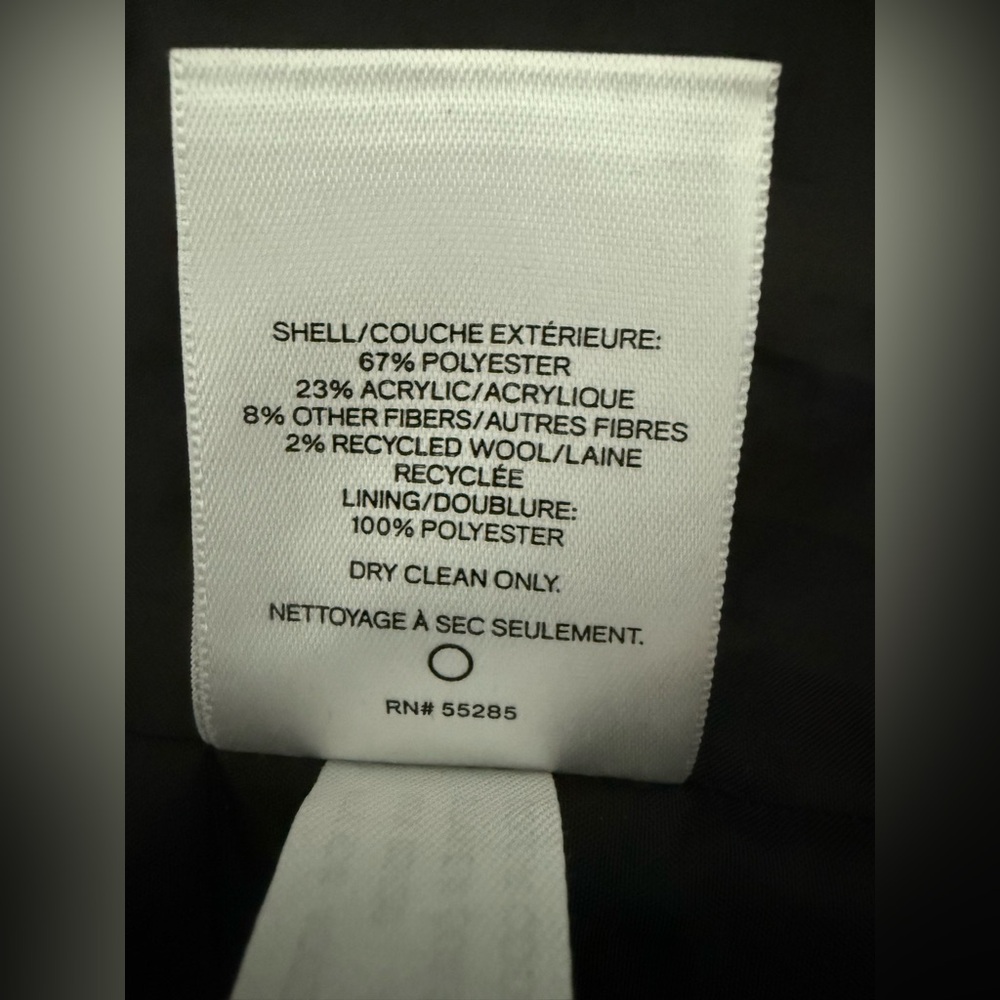 SHELL/COUCHE EXTÉRIEURE:
67% POLYESTER
23% ACRYLIC/ACRYLIQUE
8% OTHER FIBERS/AUTRES FIBRES
2% RECYCLED WOOL/LAINE
RECYCLÉE
LINING/DOUBLURE:
100% POLYESTER
DRY CLEAN ONLY.
NETTOYAGE À SEC SEULEMENT.
RN# 55285